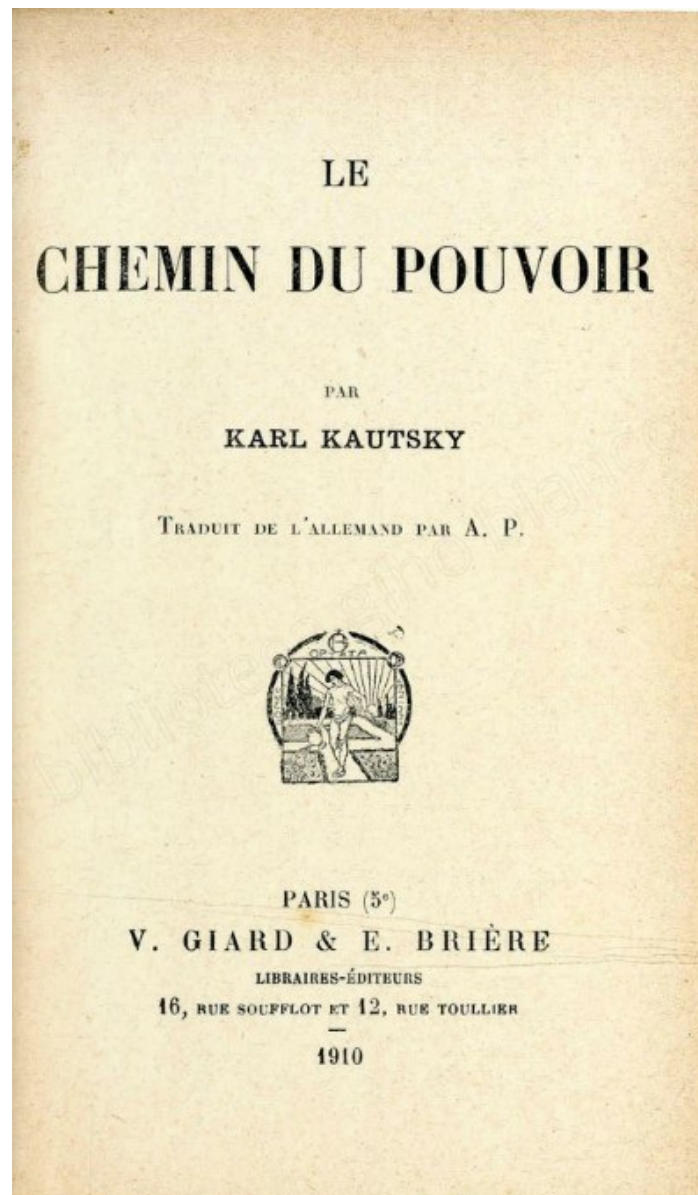 LE
CHEMIN DU POUVOIR
PAR
KARL KAUTSKY
TRADUIT DE L'ALLEMAND PAR A. P.
PARIS (5e)
V. GIARD & E. BRIÈRE
LIBRAIRES-ÉDITEURS
16, RUE SOUFFLOT ET 12, RUE TOULLIER
1910